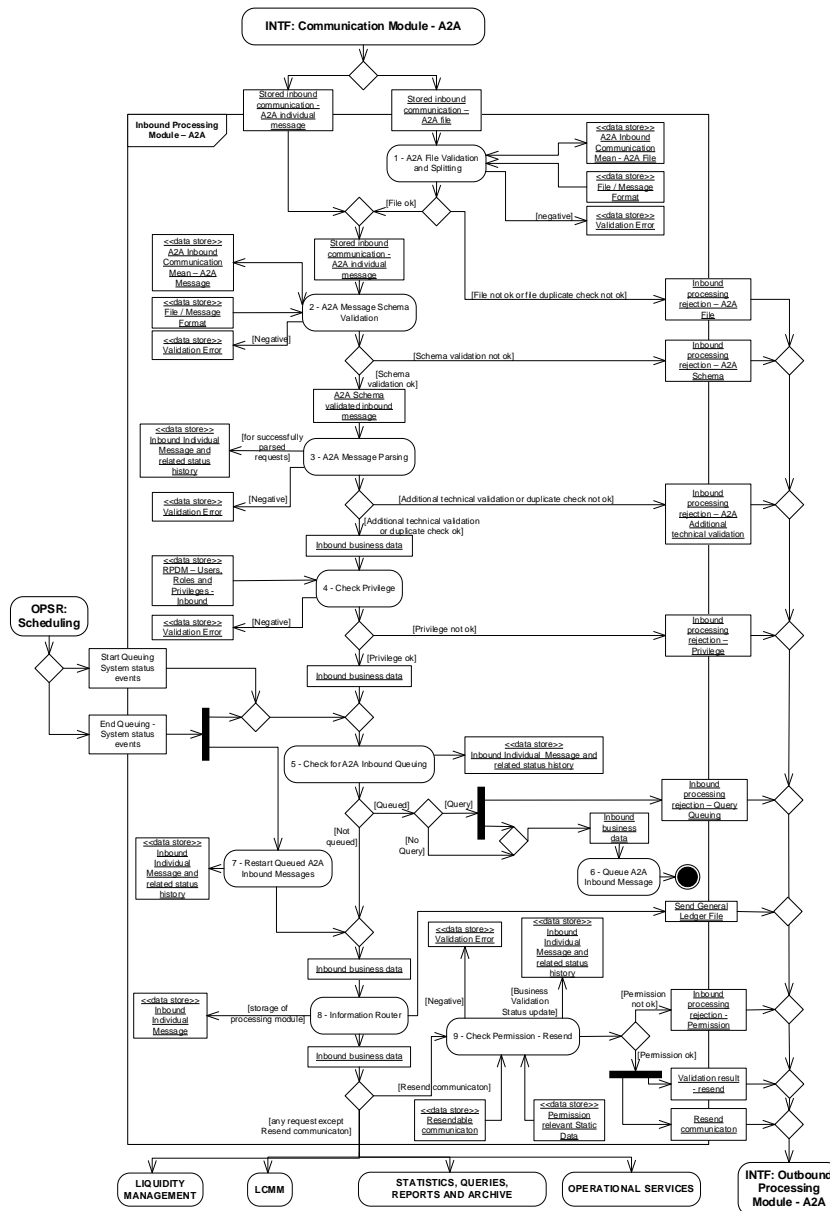 INTF: Communication Module - A2A
Stored inbound
communication -
A2A individual
message
Stored inbound
communication –
A2A file
Inbound Processing
Module – A2A
1 - A2A File Validation
and Splitting
<<data store>>
A2A Inbound
Communication
Mean - A2A File
<<data store>>
File / Message
Format
[negative]
<<data store>>
Validation Error
[File ok]
Stored inbound
communication -
A2A individual
message
<<data store>>
A2A Inbound
Communication
Mean – A2A
Message
<<data store>>
File / Message
Format
<<data store>>
Validation Error
[Negative]
2 - A2A Message Schema
Validation
[File not ok or file duplicate check not ok]
Inbound
processing
rejection – A2A
File
[Schema validation not ok]
Inbound
processing
rejection – A2A
Schema
[Schema
validation ok]
A2A Schema
validated inbound
message
<<data store>>
Inbound Individual
Message and
related status
history
[for successfully
parsed
requests]
3 - A2A Message Parsing
[Negative]
<<data store>>
Validation Error
[Additional technical validation or duplicate check not ok]
Inbound
processing
rejection – A2A
Additional
technical validation
[Additional technical validation
or duplicate check ok]
Inbound business data
<<data store>>
RPDM – Users,
Roles and
Privileges -
Inbound
4 - Check Privilege
[Negative]
<<data store>>
Validation Error
[Privilege not ok]
Inbound
processing
rejection –
Privilege
[Privilege ok]
Inbound business data
OPSR:
Scheduling
Start Queuing
System status
events
End Queuing -
System status
events
5 - Check for A2A Inbound Queuing
<<data store>>
Inbound Individual Message and
related status history
[Queued]
[Query]
[Not
queued]
[No
Query]
Inbound
processing
rejection – Query
Queuing
Inbound
business
data
6 - Queue A2A
Inbound Message
<<data store>>
Inbound
Individual
Message and
related status
history
7 - Restart Queued A2A
Inbound Messages
Send General
Ledger File
Inbound business data
<<data store>>
Validation Error
<<data store>>
Inbound
Individual
Message and
related status
history
<<data store>>
Inbound
Individual
Message
[storage of
processing module]
8 - Information Router
[Negative]
[Business
Validation
Status update]
9 - Check Permission - Resend
[Permission
not ok]
Inbound
processing
rejection -
Permission
Inbound business data
[Permission ok]
Validation result
- resend
[Resend communicaton]
<<data store>>
Resendable
communicaton
<<data store>>
Permission
relevant Static
Data
Resend
communicaton
[any request except
Resend communicaton]
LIQUIDITY
MANAGEMENT
LCMM
STATISTICS, QUERIES,
REPORTS AND ARCHIVE
OPERATIONAL SERVICES
INTF: Outbound
Processing
Module - A2A